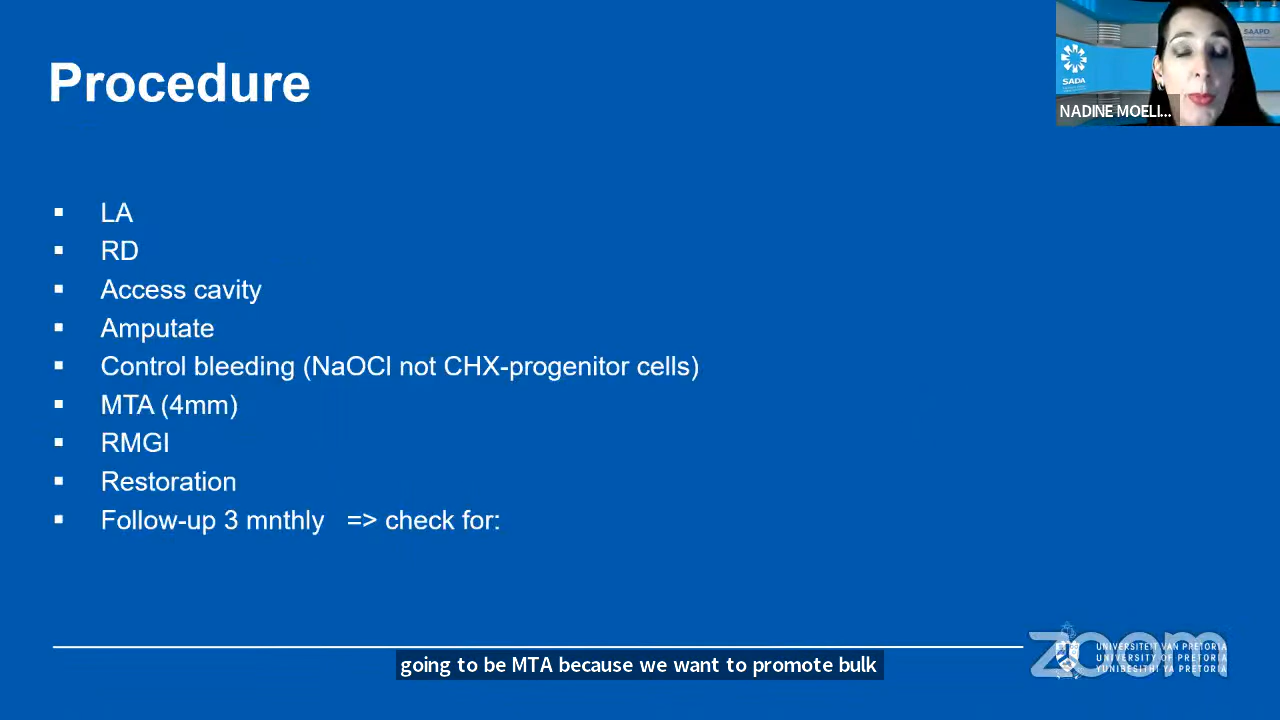 Procedure
SAAPD
SADA
NADINE MOELI...
▪ LA
▪ RD
▪ Access cavity
▪ Amputate
▪ Control bleeding (NaOCl not CHX-progenitor cells)
▪ MTA (4mm)
▪ RMGI
▪ Restoration
▪ Follow-up 3 mnthly => check for:
zoom
UNIVERSITEIT VAN PRETORIA
UNIVERSITY OF PRETORIA
YUNIBESITHI YA PRETORIA
going to be MTA because we want to promote bulk